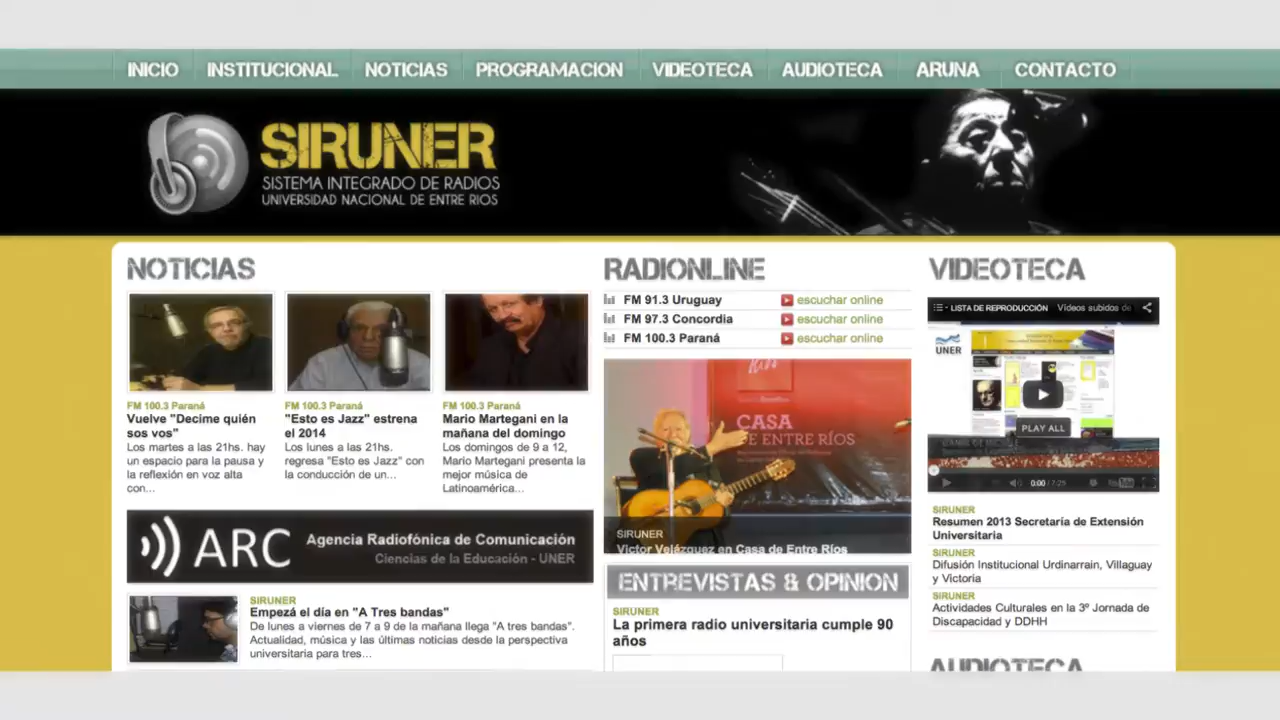 INICIO
INSTITUCIONAL
NOTICIAS
PROGRAMACION
VIDEOTECA
AUDIOTECA
ARUNA
CONTACTO
SIRUNER
SISTEMA INTEGRADO DE RADIOS
UNIVERSIDAD NACIONAL DE ENTRE RIOS
NOTICIAS
FM 100.3 Paraná
Vuelve "Decime quién
sos vos"
Los martes a las 21hs. hay
un espacio para la pausa y
la reflexión en voz alta
con...
FM 100.3 Paraná
"Esto es Jazz" estrena
el 2014
Los lunes a las 21hs.
regresa "Esto es Jazz" con
la conducción de un...
FM 100.3 Paraná
Mario Martegani en la
mañana del domingo
Los domingos de 9 a 12,
Mario Martegani presenta la
mejor música de
Latinoamérica...
ARC
Agencia Radiofónica de Comunicación
Ciencias de la Educación - UNER
SIRUNER
Empezá el día en "A Tres bandas"
De lunes a viernes de 7 a 9 de la mañana llega "A tres bandas".
Actualidad, música y las últimas noticias desde la perspectiva
universitaria para tres...
RADIONLINE
FM 91.3 Uruguay escuchar online
FM 97.3 Concordia escuchar online
FM 100.3 Paraná escuchar online
CASA
DE ENTRE RÍOS
SIRUNER
Victor Velázquez en Casa de Entre Ríos
ENTREVISTAS & OPINION
SIRUNER
La primera radio universitaria cumple 90
años
VIDEOTECA
LISTA DE REPRODUCCIÓN Vídeos subidos de
UNER
PLAY ALL
0:00 / 7:25
SIRUNER
Resumen 2013 Secretaría de Extensión
Universitaria
SIRUNER
Difusión Institucional Urdinarrain, Villaguay
y Victoria
SIRUNER
Actividades Culturales en la 3º Jornada de
Discapacidad y DDHH
AUDIOTECA